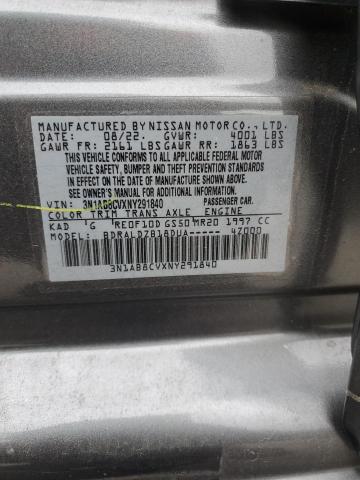 MANUFACTURED BY NISSAN MOTOR CO., LTD.
DATE: 08/22. GVWR: 4001 LBS
GAWR FR: 2161 LBS GAWR RR: 1863 LBS
THIS VEHICLE CONFORMS TO ALL APPLICABLE FEDERAL MOTOR
VEHICLE SAFETY, BUMPER AND THEFT PREVENTION STANDARDS
IN EFFECT ON THE DATE OF MANUFACTURE SHOWN ABOVE.
SEE OWNER'S MANUAL FOR ADDITIONAL INFORMATION
VIN: 3N1AB8CVXNY291840 PASSENGER CAR.
COLOR TRIM TRANS AXLE ENGINE
KAD G RE0F10D GS50 MR20 1997 CC
MODEL: BDRALDZB18DUA----- 4Z000
3N1AB8CVXNY291840